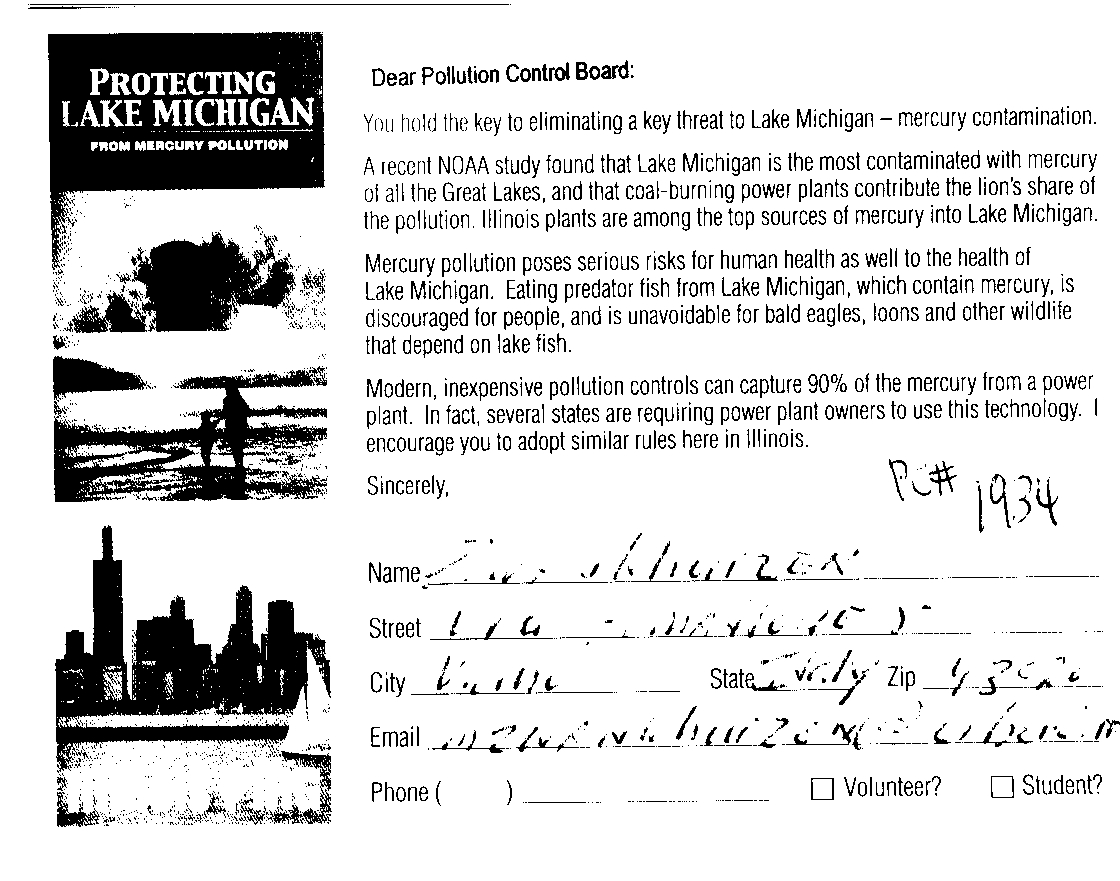 PROTECTING
LAKE MICHIGAN
FROM MERCURY POLLUTION
Dear Pollution Control Board:
You hold the key to eliminating a key threat to Lake Michigan – mercury contamination.
A recent NOAA study found that Lake Michigan is the most contaminated with mercury
of all the Great Lakes, and that coal-burning power plants contribute the lion's share of
the pollution. Illinois plants are among the top sources of mercury into Lake Michigan.
Mercury pollution poses serious risks for human health as well to the health of
Lake Michigan. Eating predator fish from Lake Michigan, which contain mercury, is
discouraged for people, and is unavoidable for bald eagles, loons and other wildlife
that depend on lake fish.
Modern, inexpensive pollution controls can capture 90% of the mercury from a power
plant. In fact, several states are requiring power plant owners to use this technology. I
encourage you to adopt similar rules here in Illinois.
Sincerely,
PC# 1934
Name
Street
City State Zip
Email
Phone ( )
Volunteer? Student?